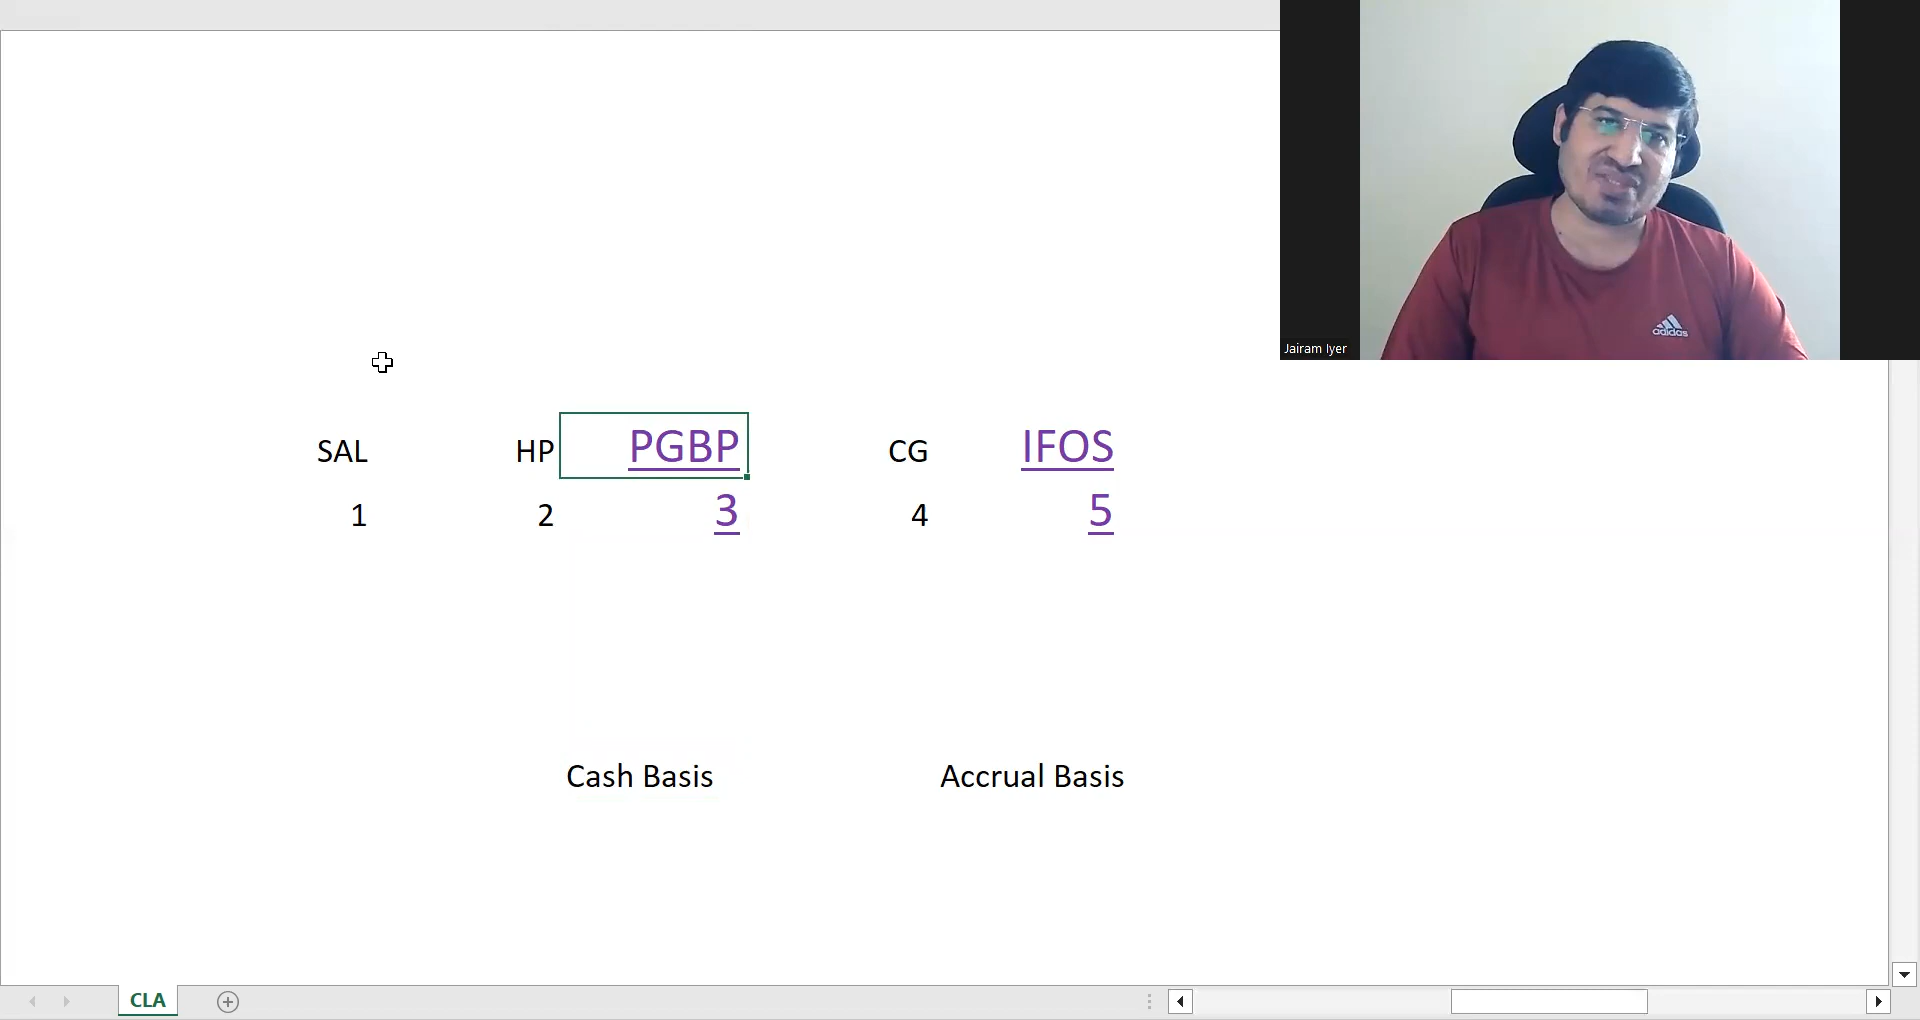 adidas
Jairam Iyer
SAL HP PGBP CG IFOS
1 2 3 4 5
Cash Basis Accrual Basis
CLA